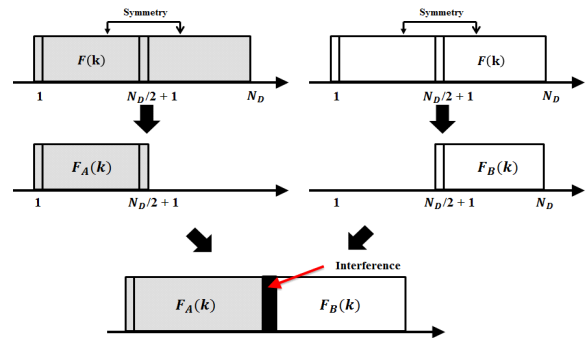 Symmetry
Symmetry
F(k)
F(k)
1
N_D/2 + 1
N_D
1
N_D/2 + 1
N_D
F_A(k)
F_B(k)
1
N_D/2 + 1
1
N_D/2 + 1
N_D
Interference
F_A(k)
F_B(k)